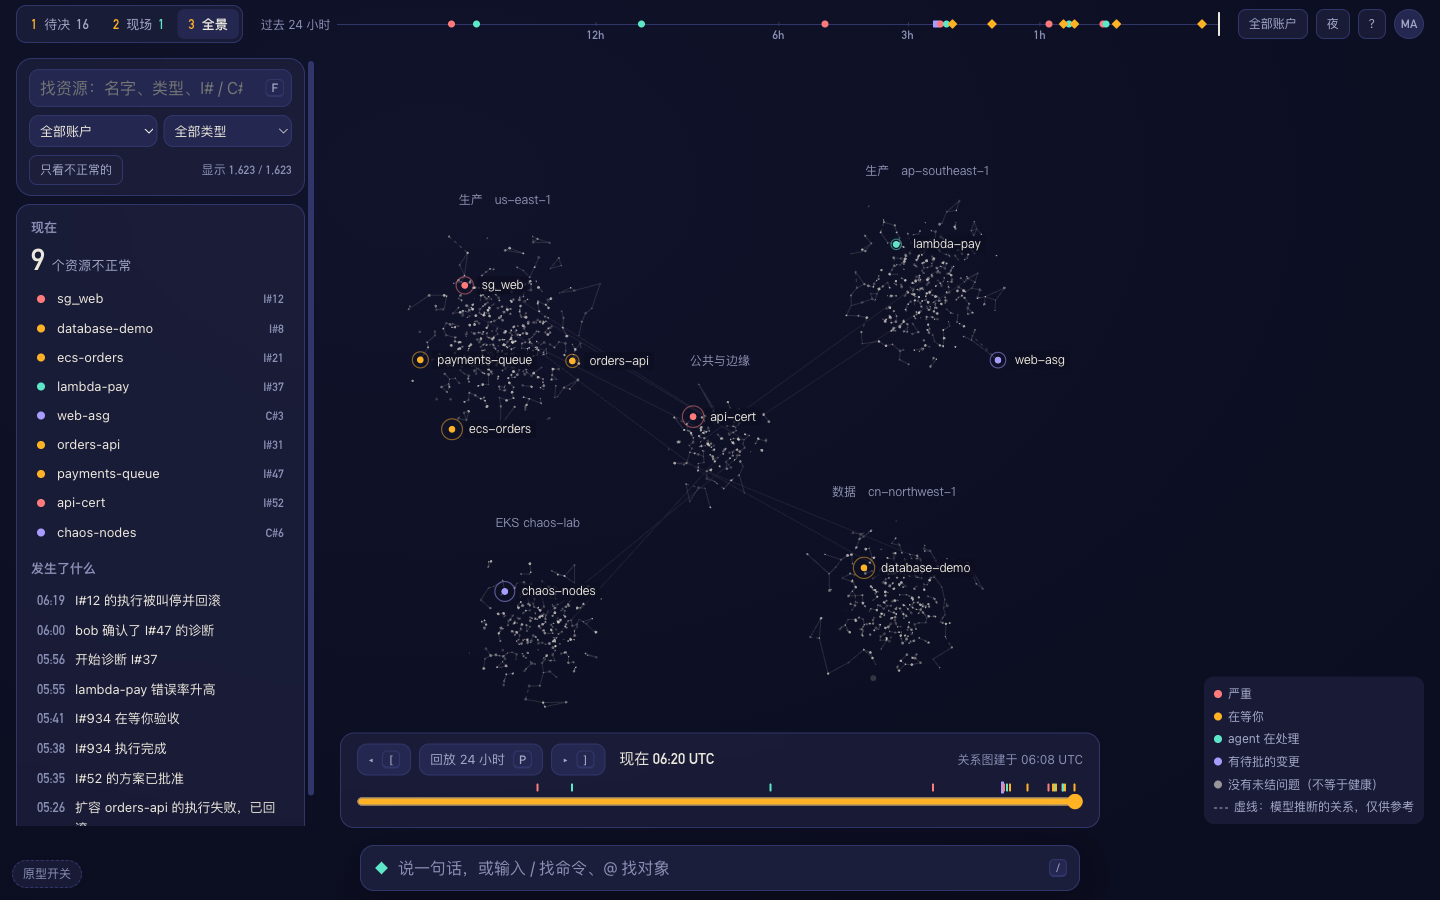 1 待决 16 2 现场 1 3 全景
过去 24 小时
12h 6h 3h 1h
全部账户 夜 ? MA
找资源：名字、类型、I# / C# F
全部账户 全部类型
只看不正常的 显示 1,623 / 1,623
现在
9 个资源不正常
sg_web I#12
database-demo I#8
ecs-orders I#21
lambda-pay I#37
web-asg C#3
orders-api I#31
payments-queue I#47
api-cert I#52
chaos-nodes C#6
发生了什么
06:19 I#12 的执行被叫停并回滚
06:00 bob 确认了 I#47 的诊断
05:56 开始诊断 I#37
05:55 lambda-pay 错误率升高
05:41 I#934 在等你验收
05:38 I#934 执行完成
05:35 I#52 的方案已批准
05:26 扩容 orders-api 的执行失败，已回
滚
原型开关
生产 us-east-1
sg_web
payments-queue
orders-api
ecs-orders
生产 ap-southeast-1
lambda-pay
web-asg
公共与边缘
api-cert
数据 cn-northwest-1
database-demo
EKS chaos-lab
chaos-nodes
[ 回放 24 小时 P ] 现在 06:20 UTC 关系图建于 06:08 UTC
说一句话，或输入 / 找命令、@ 找对象 /
严重
在等你
agent 在处理
有待批的变更
没有未结问题（不等于健康）
虚线：模型推断的关系，仅供参考